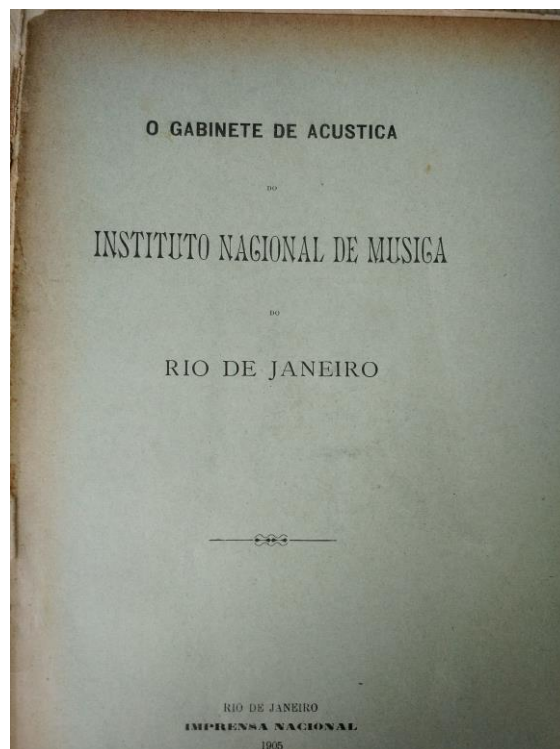 O GABINETE DE ACUSTICA
DO
INSTITUTO NACIONAL DE MUSICA
DO
RIO DE JANEIRO
RIO DE JANEIRO
IMPRENSA NACIONAL
1905